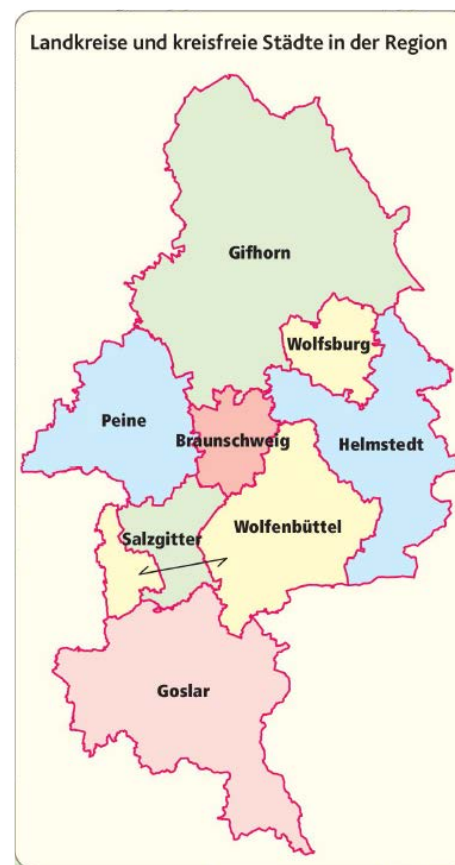 Landkreise und kreisfreie Städte in der Region
Gifhorn
Wolfsburg
Peine
Braunschweig
Helmstedt
Wolfenbüttel
Salzgitter
Goslar